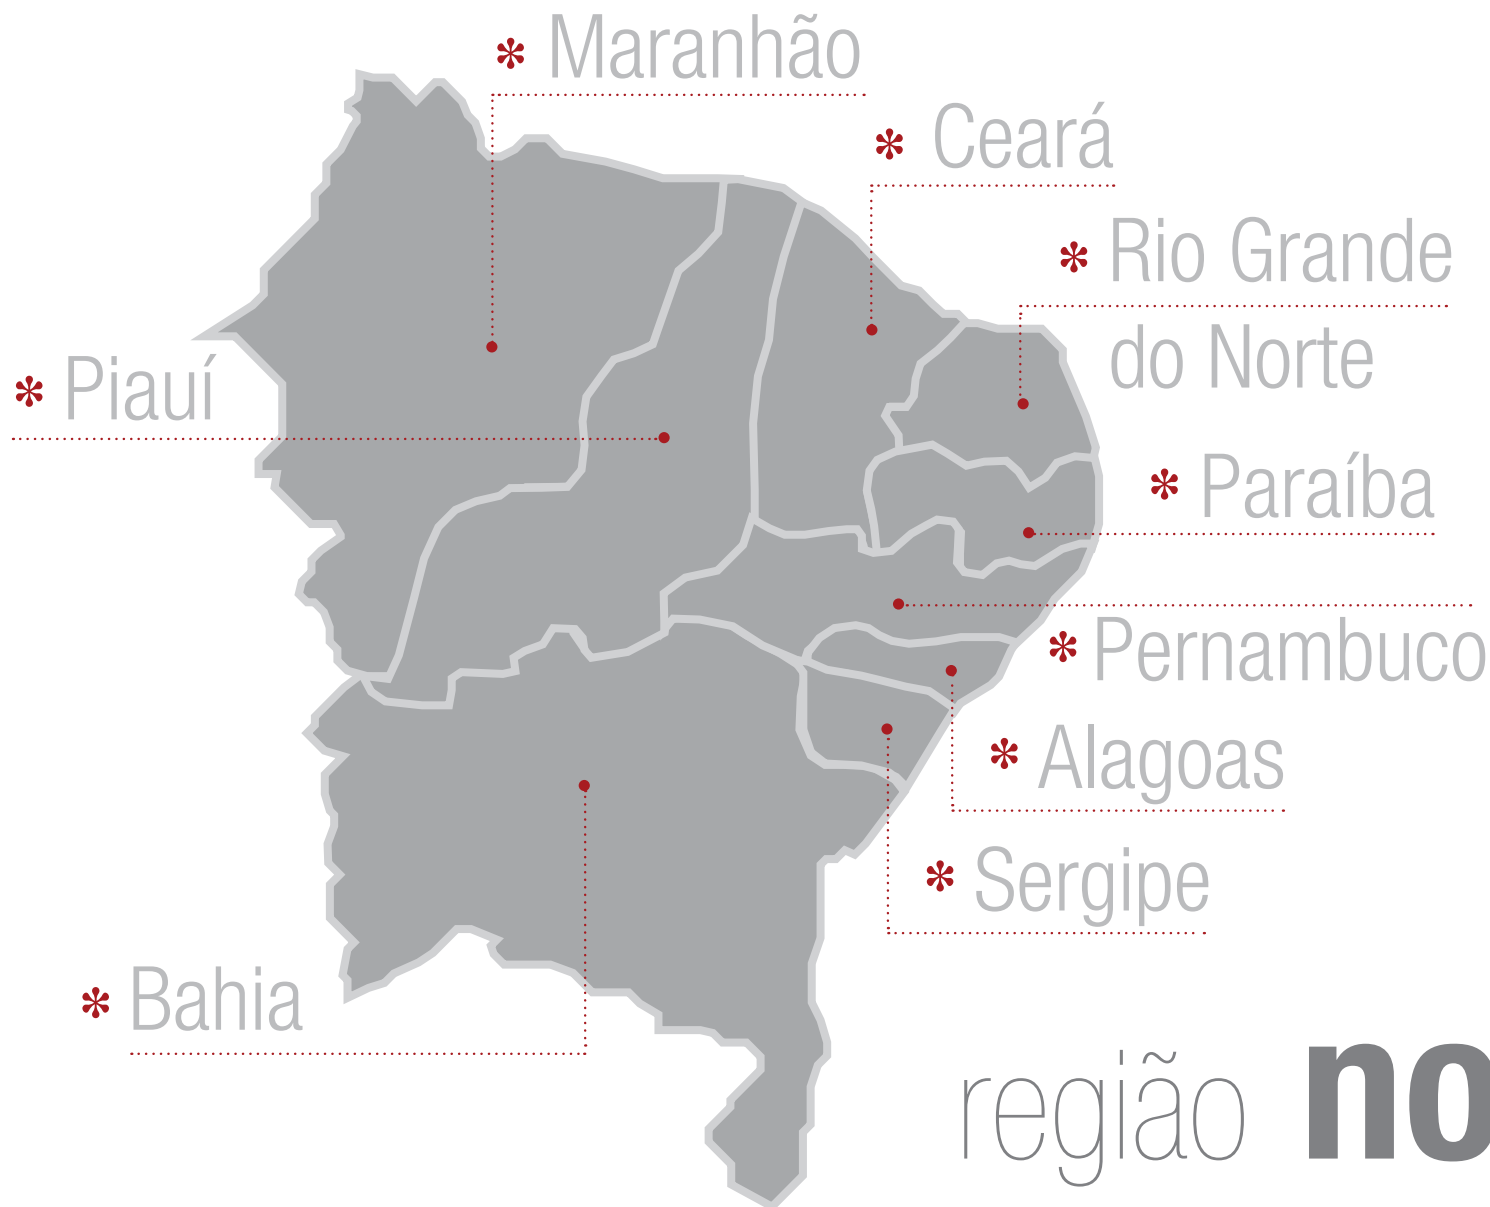 * Maranhão
* Ceará
* Rio Grande
do Norte
* Piauí
* Paraíba
* Pernambuco
* Alagoas
* Sergipe
* Bahia
região no